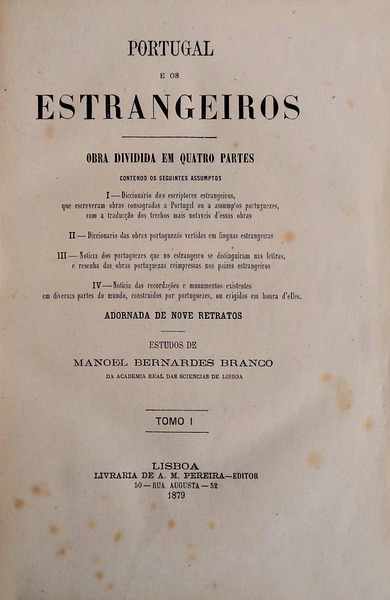 PORTUGAL
E OS
ESTRANGEIROS
OBRA DIVIDIDA EM QUATRO PARTES
CONTENDO OS SEGUINTES ASSUMPTOS
I—Diccionário dos escriptores estrangeiros,
que escreveram obras consagradas a Portugal ou a assumptos portuguezes,
com a traducção dos trechos mais notaveis d'essas obras
II—Diccionario das obras portuguezas vertidas em linguas estrangeiras
III—Noticia dos portuguezes que no estrangeiro se distinguiram nas lettras,
e resenha das obras portuguezas reimpressas nos paizes estrangeiros
IV—Noticia das recordações e monumentos existentes
em diversas partes do mundo, construidos por portuguezes, ou erigidos em honra d'elles.
ADORNADA DE NOVE RETRATOS
ESTUDOS DE
MANOEL BERNARDES BRANCO
DA ACADEMIA REAL DAS SCIENCIAS DE LISBOA
TOMO I
LISBOA
LIVRARIA DE A. M. PEREIRA—EDITOR
50—RUA AUGUSTA—52
1879